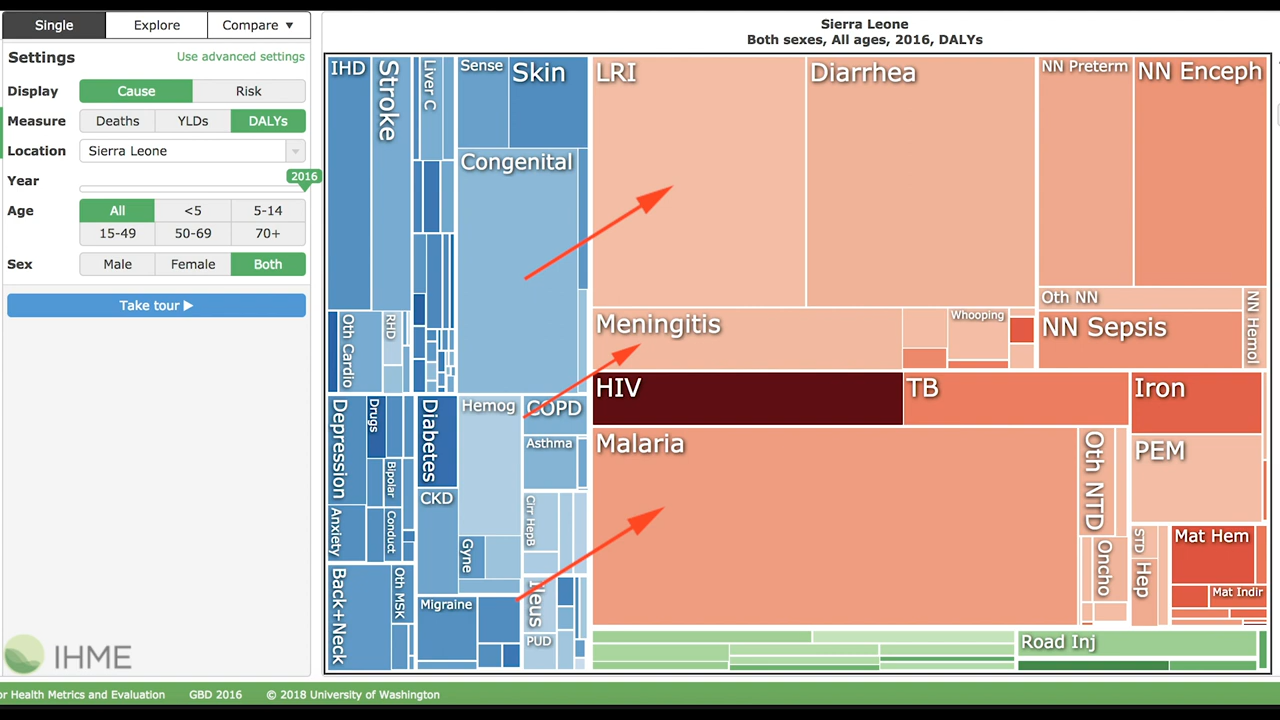 Single
Explore
Compare ▼
Settings
Use advanced settings
Display
Cause
Risk
Measure
Deaths
YLDs
DALYs
Location
Sierra Leone
Year
2016
Age
All
<5
5-14
15-49
50-69
70+
Sex
Male
Female
Both
Take tour ▶
IHME
or Health Metrics and Evaluation
GBD 2016
© 2018 University of Washington
Sierra Leone
Both sexes, All ages, 2016, DALYs
IHD
Stroke
Liver C
Sense
Skin
Congenital
Oth Cardio
RHD
Depression
Drugs
Bipolar
Anxiety
Conduct
Back+Neck
Oth MSK
Diabetes
CKD
Hemog
Gyne
Migraine
COPD
Asthma
Cirr HepB
Ileus
PUD
LRI
Diarrhea
NN Preterm
NN Enceph
Meningitis
Whooping
Oth NN
NN Sepsis
NN Hemol
HIV
TB
Iron
Malaria
Oth NTD
Oncho
PEM
STD
Hep
Mat Hem
Mat Indir
Road Inj